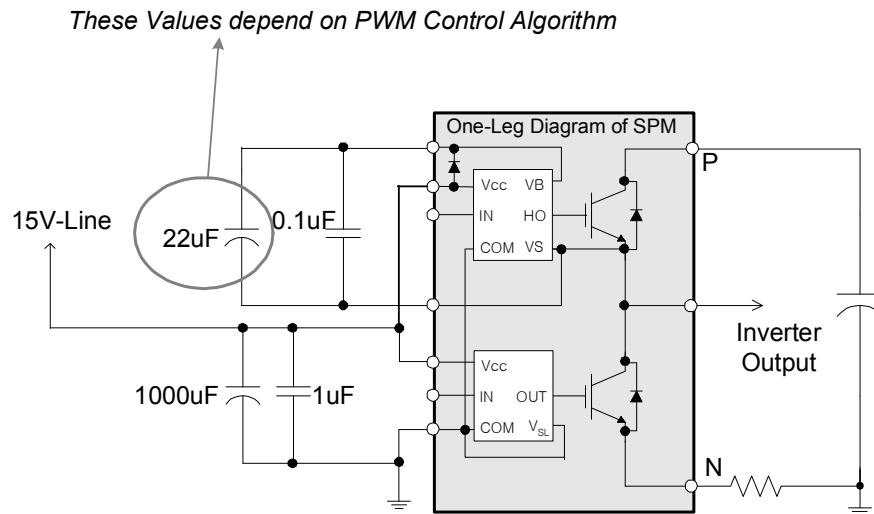 These Values depend on PWM Control Algorithm
One-Leg Diagram of SPM
P
Vcc VB
15V-Line
22uF
0.1uF
IN HO
COM VS
Inverter
Output
Vcc
1000uF
1uF
IN OUT
COM VSL
N